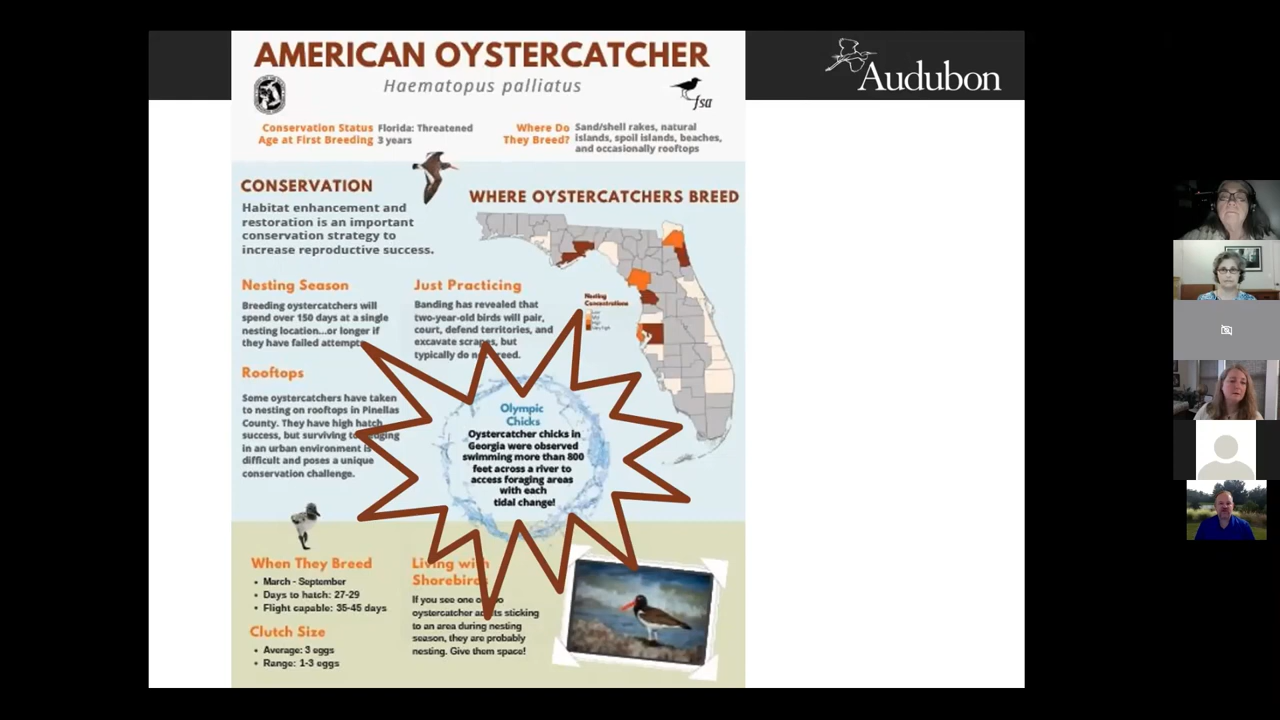 AMERICAN OYSTERCATCHER
Haematopus palliatus
Audubon
fsa
Conservation Status Florida: Threatened
Age at First Breeding 3 years
Where Do
They Breed?
Sand/shell rakes, natural
islands, spoil islands, beaches,
and occasionally rooftops
CONSERVATION
Habitat enhancement and
restoration is an important
conservation strategy to
increase reproductive success.
WHERE OYSTERCATCHERS BREED
Nesting
Concentrations
Nesting Season
Breeding oystercatchers will
spend over 150 days at a single
nesting location...or longer if
they have failed attempts.
Just Practicing
Banding has revealed that
two-year-old birds will pair,
court, defend territories, and
excavate scrapes, but
typically do not breed.
Rooftops
Some oystercatchers have taken
to nesting on rooftops in Pinellas
County. They have high hatch
success, but surviving to fledging
in an urban environment is
difficult and poses a unique
conservation challenge.
Olympic
Chicks
Oystercatcher chicks in
Georgia were observed
swimming more than 800
feet across a river to
access foraging areas
with each
tidal change!
When They Breed
• March - September
• Days to hatch: 27-29
• Flight capable: 35-45 days
Clutch Size
• Average: 3 eggs
• Range: 1-3 eggs
Living with
Shorebirds
If you see one or two
oystercatcher adults sticking
to an area during nesting
season, they are probably
nesting. Give them space!